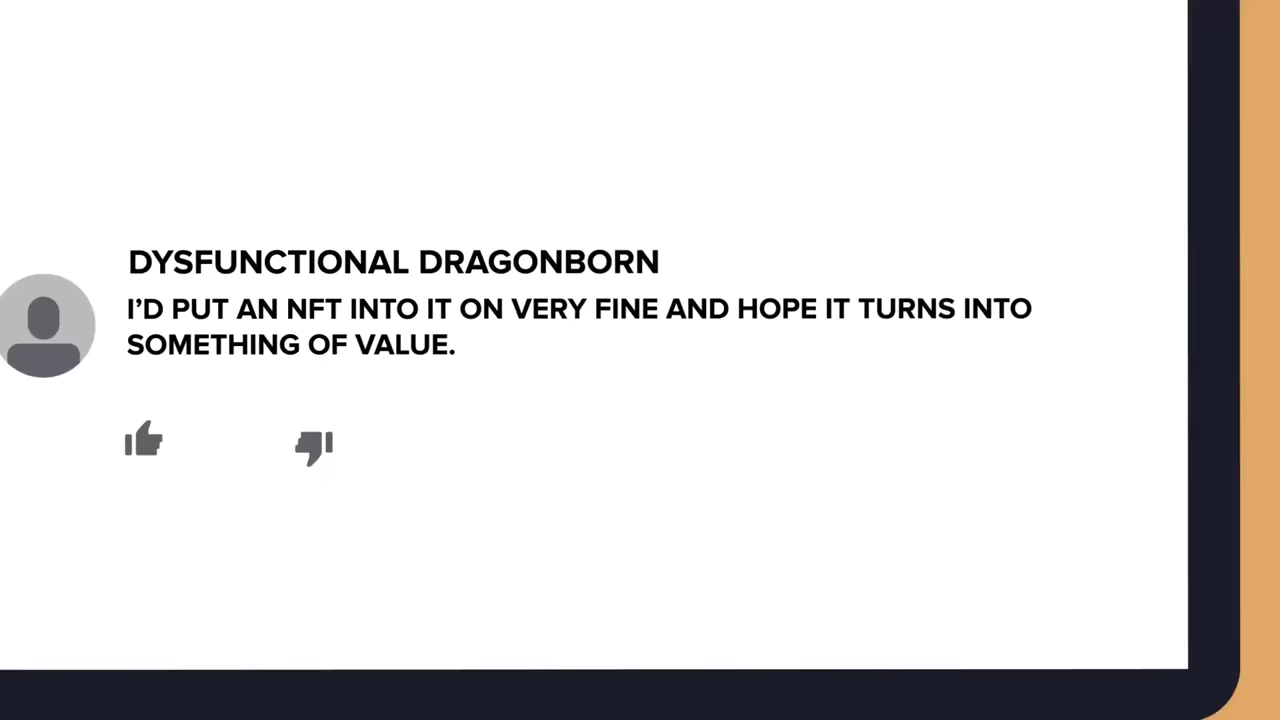 DYSFUNCTIONAL DRAGONBORN
I’D PUT AN NFT INTO IT ON VERY FINE AND HOPE IT TURNS INTO
SOMETHING OF VALUE.